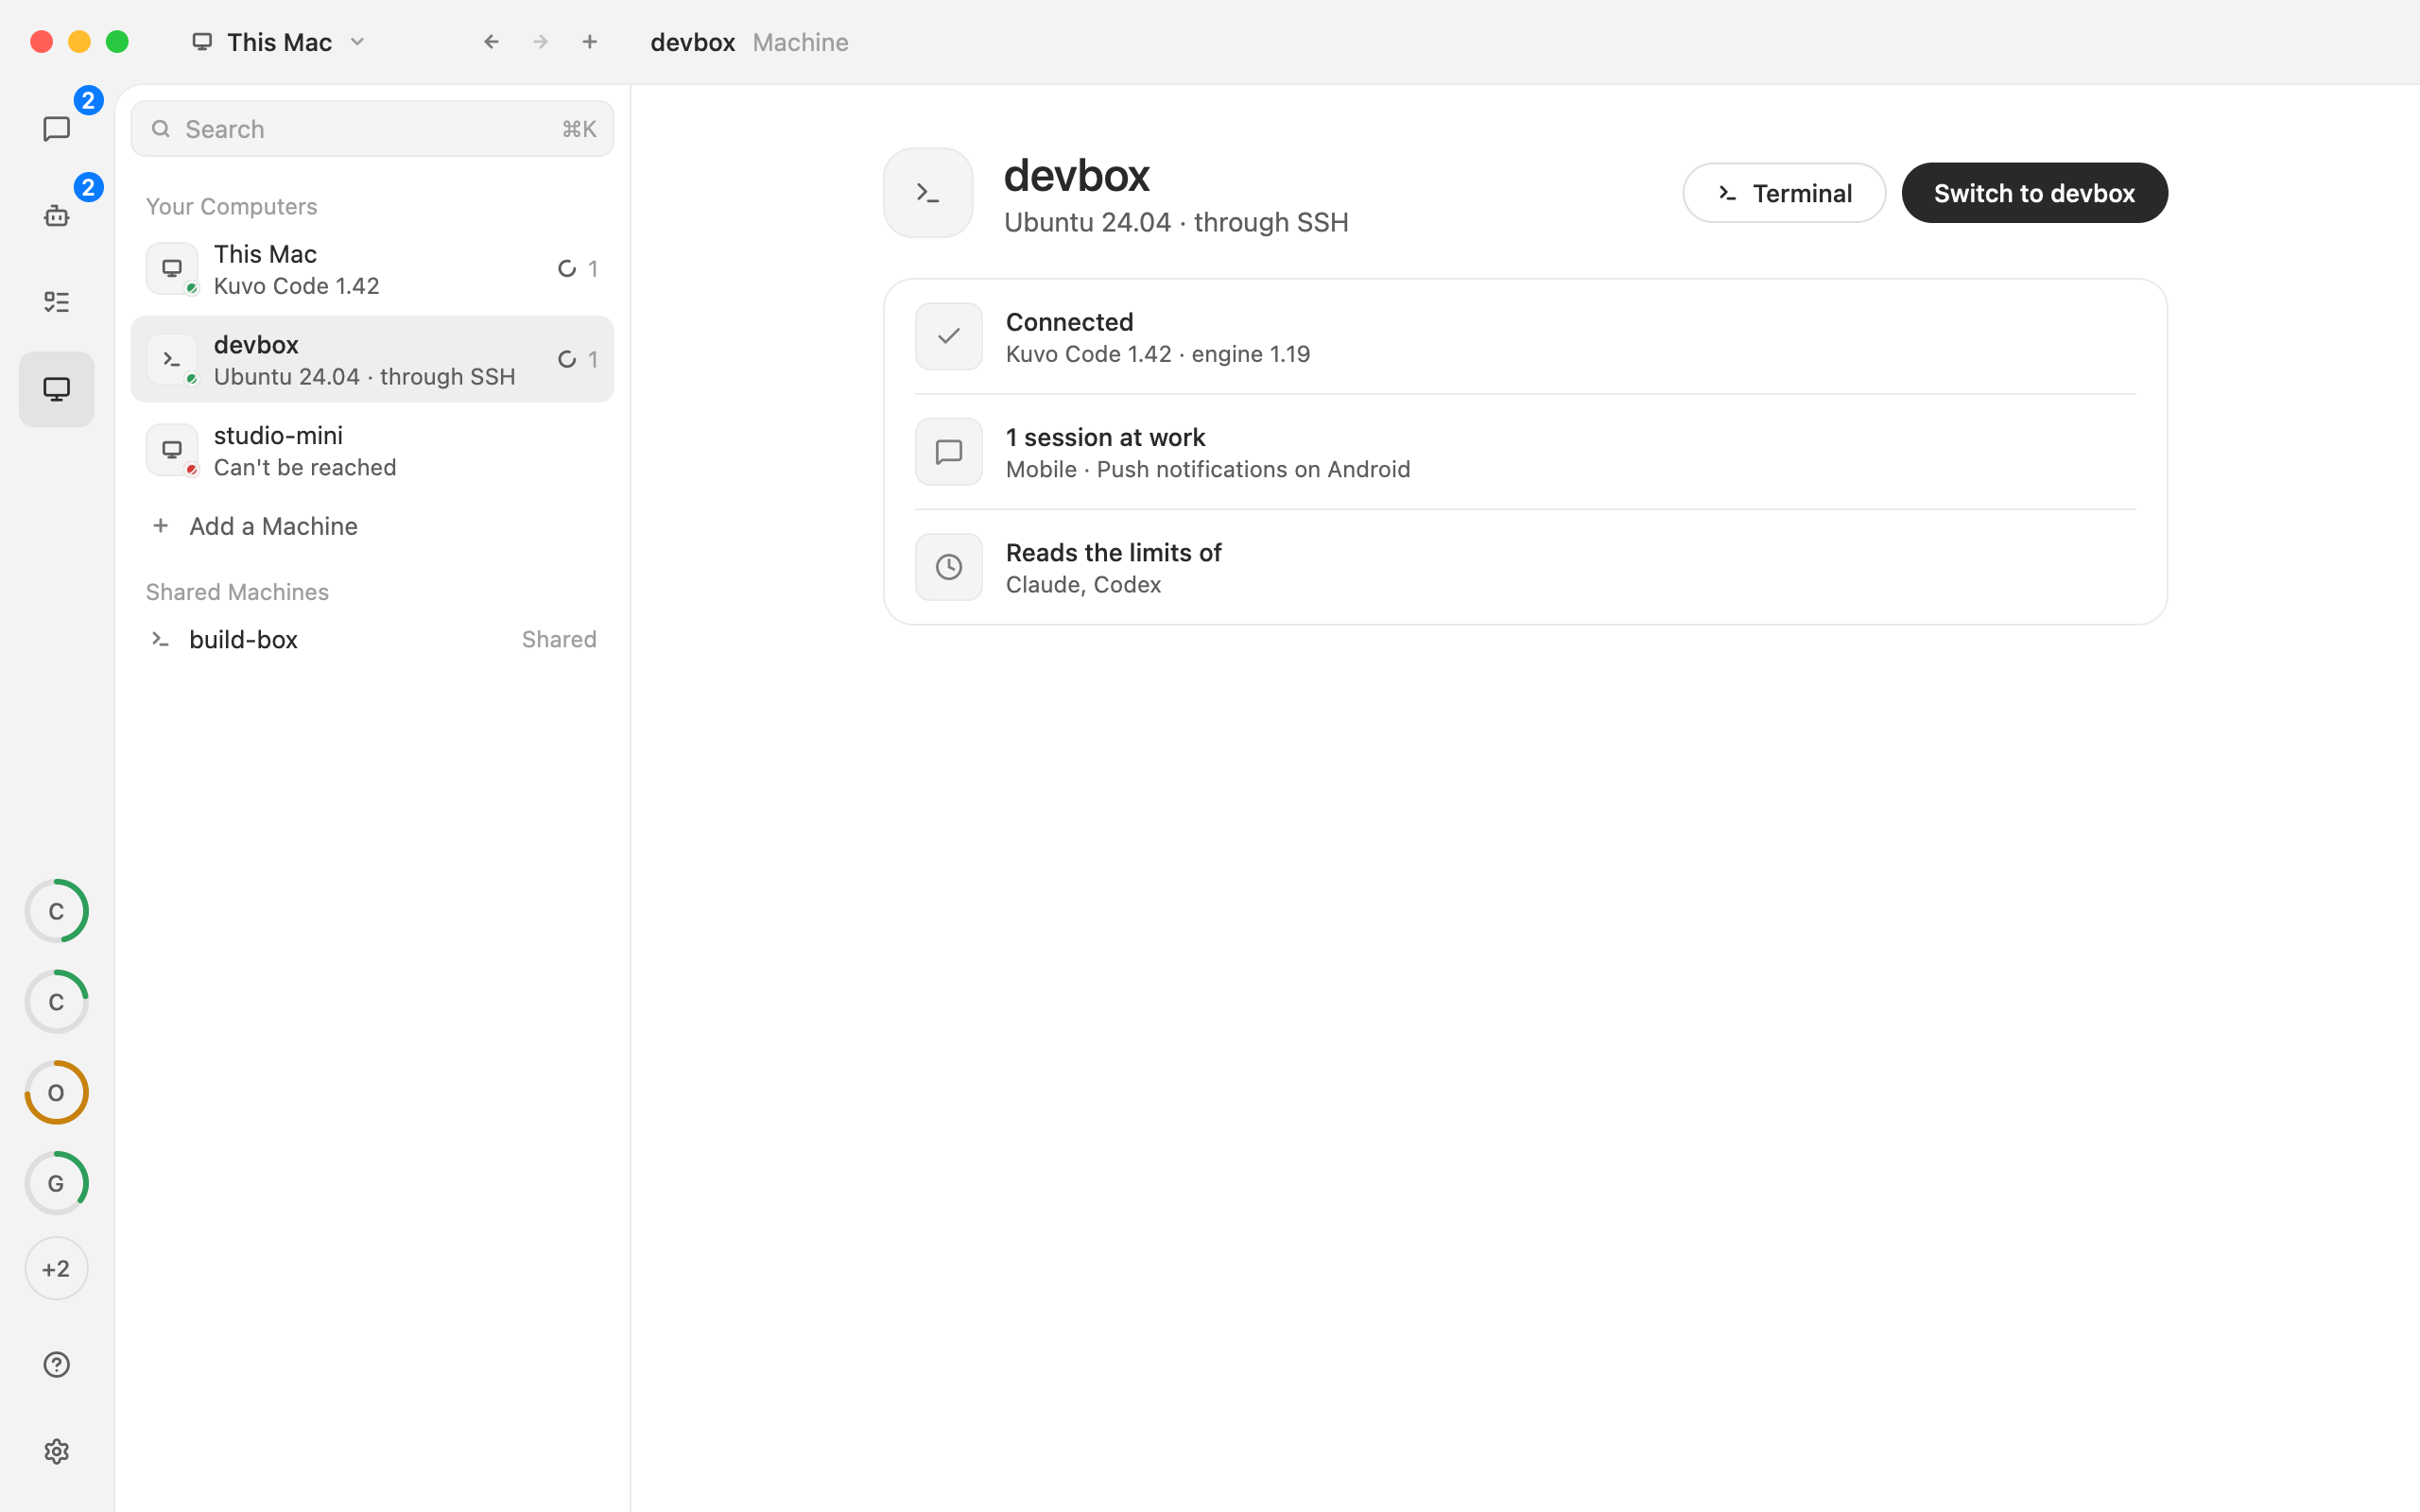 This Mac
devbox Machine
2
Search ⌘K
2
Your Computers
This Mac
Kuvo Code 1.42
1
devbox
Ubuntu 24.04 · through SSH
1
studio-mini
Can't be reached
Add a Machine
Shared Machines
build-box Shared
C
C
O
G
+2
devbox
Ubuntu 24.04 · through SSH
Terminal
Switch to devbox
Connected
Kuvo Code 1.42 · engine 1.19
1 session at work
Mobile · Push notifications on Android
Reads the limits of
Claude, Codex